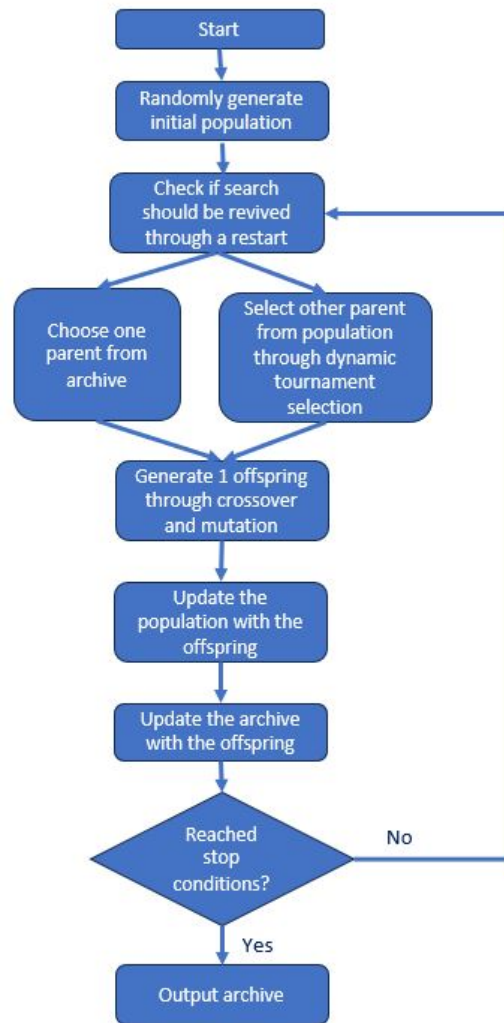 Start
Randomly generate
initial population
Check if search
should be revived
through a restart
Choose one
parent from
archive
Select other parent
from population
through dynamic
tournament
selection
Generate 1 offspring
through crossover
and mutation
Update the
population with the
offspring
Update the archive
with the offspring
Reached
stop
conditions?
No
Yes
Output archive